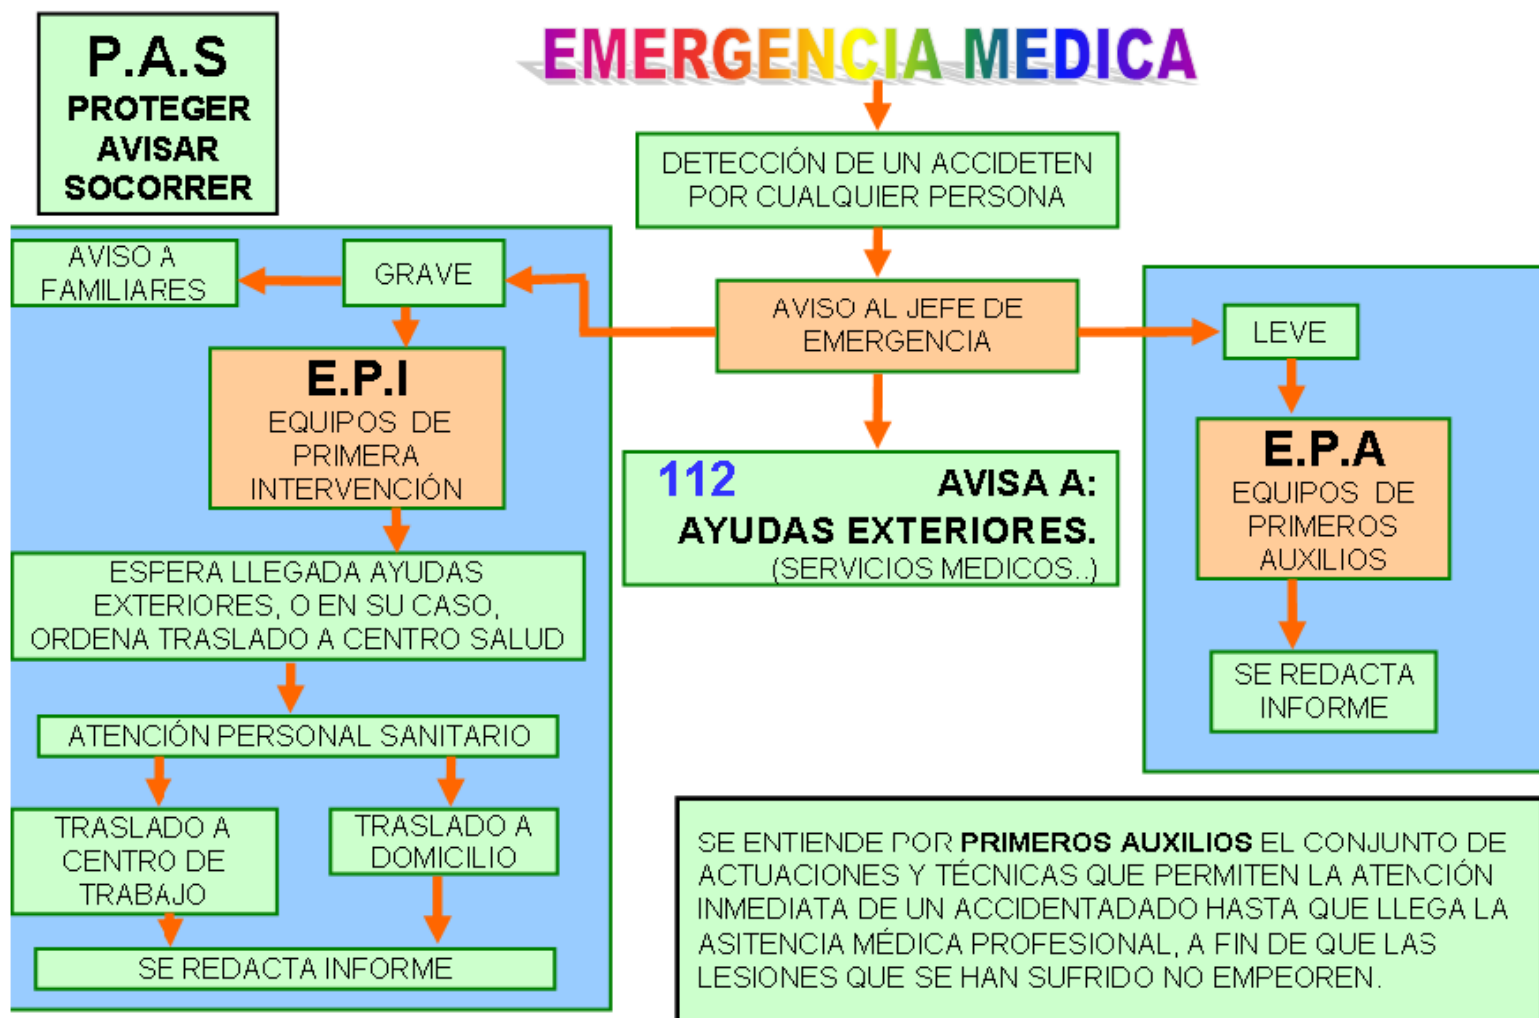 P.A.S
PROTEGER
AVISAR
SOCORRER
EMERGENCIA MEDICA
DETECCIÓN DE UN ACCIDETEN
POR CUALQUIER PERSONA
AVISO A
FAMILIARES
GRAVE
AVISO AL JEFE DE
EMERGENCIA
LEVE
E.P.I
EQUIPOS DE
PRIMERA
INTERVENCIÓN
112 AVISA A:
AYUDAS EXTERIORES.
(SERVICIOS MEDICOS..)
E.P.A
EQUIPOS DE
PRIMEROS
AUXILIOS
ESPERA LLEGADA AYUDAS
EXTERIORES, O EN SU CASO,
ORDENA TRASLADO A CENTRO SALUD
SE REDACTA
INFORME
ATENCIÓN PERSONAL SANITARIO
TRASLADO A
CENTRO DE
TRABAJO
TRASLADO A
DOMICILIO
SE REDACTA INFORME
SE ENTIENDE POR PRIMEROS AUXILIOS EL CONJUNTO DE
ACTUACIONES Y TÉCNICAS QUE PERMITEN LA ATENCIÓN
INMEDIATA DE UN ACCIDENTADADO HASTA QUE LLEGA LA
ASITENCIA MÉDICA PROFESIONAL, A FIN DE QUE LAS
LESIONES QUE SE HAN SUFRIDO NO EMPEOREN.